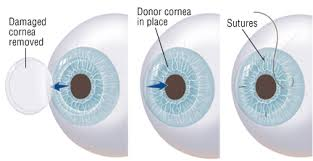 Damaged
cornea
removed
Donor cornea
in place
Sutures